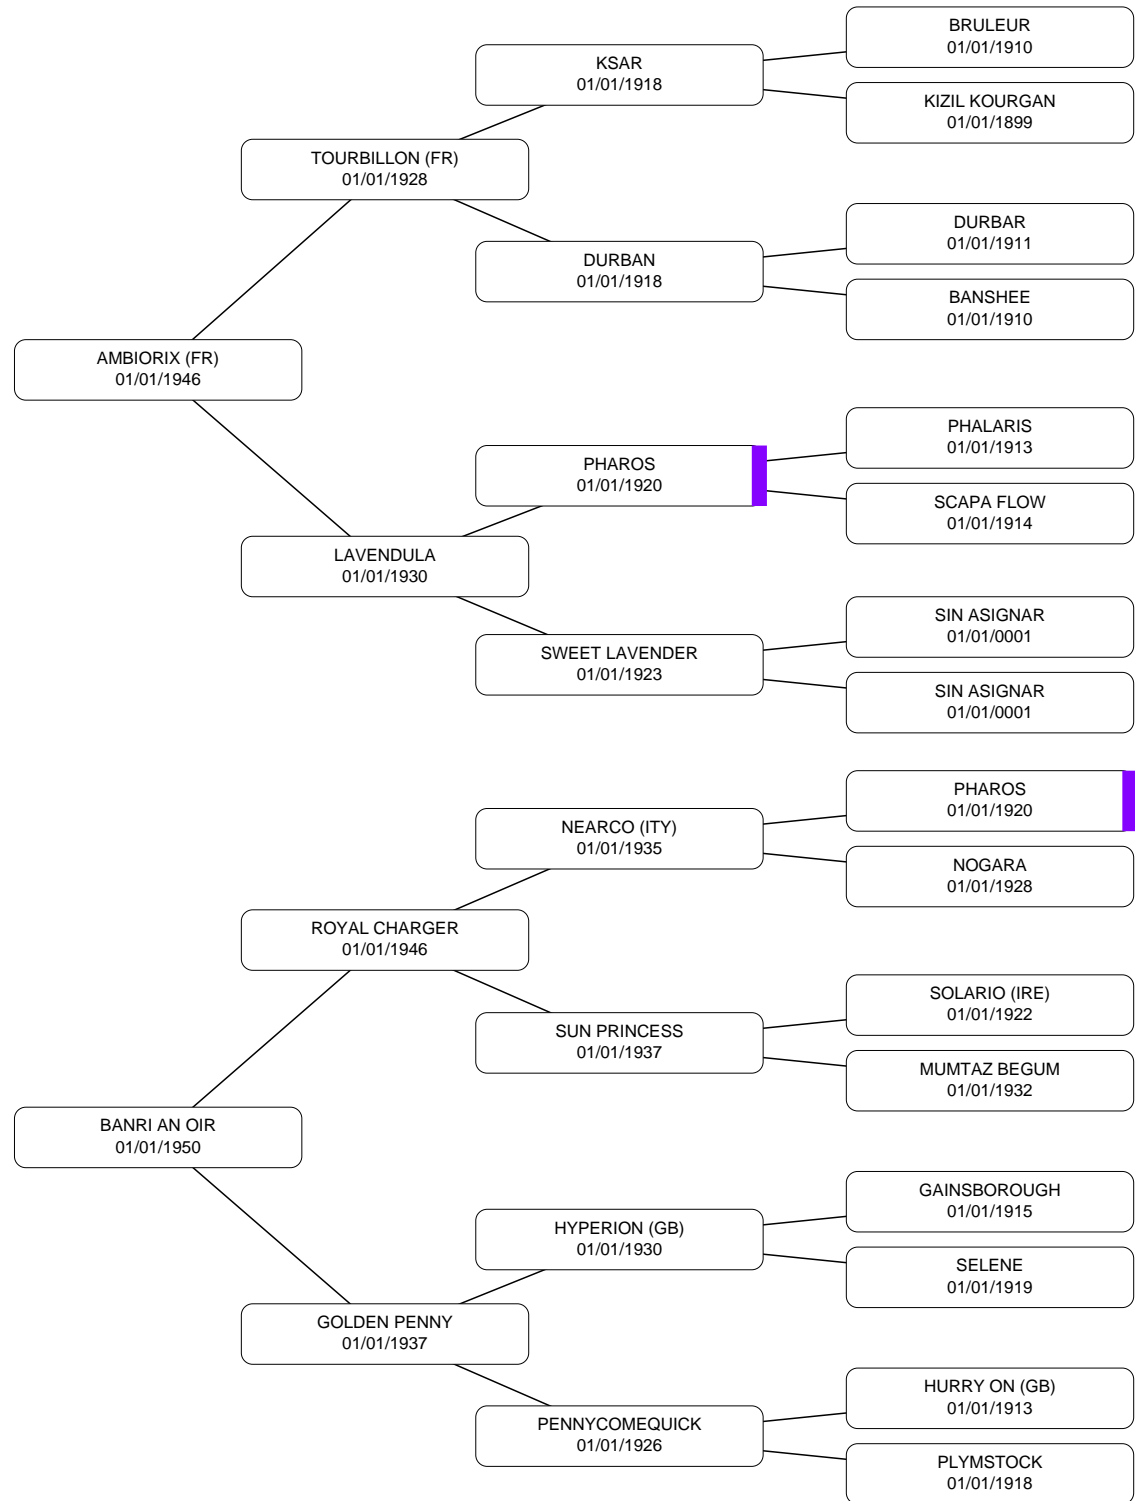 BRULEUR
01/01/1910
KSAR
01/01/1918
KIZIL KOURGAN
01/01/1899
TOURBILLON (FR)
01/01/1928
DURBAR
01/01/1911
DURBAN
01/01/1918
BANSHEE
01/01/1910
AMBIORIX (FR)
01/01/1946
PHALARIS
01/01/1913
PHAROS
01/01/1920
SCAPA FLOW
01/01/1914
LAVENDULA
01/01/1930
SIN ASIGNAR
01/01/0001
SWEET LAVENDER
01/01/1923
SIN ASIGNAR
01/01/0001
PHAROS
01/01/1920
NEARCO (ITY)
01/01/1935
NOGARA
01/01/1928
ROYAL CHARGER
01/01/1946
SOLARIO (IRE)
01/01/1922
SUN PRINCESS
01/01/1937
MUMTAZ BEGUM
01/01/1932
BANRI AN OIR
01/01/1950
GAINSBOROUGH
01/01/1915
HYPERION (GB)
01/01/1930
SELENE
01/01/1919
GOLDEN PENNY
01/01/1937
HURRY ON (GB)
01/01/1913
PENNYCOMEQUICK
01/01/1926
PLYMSTOCK
01/01/1918